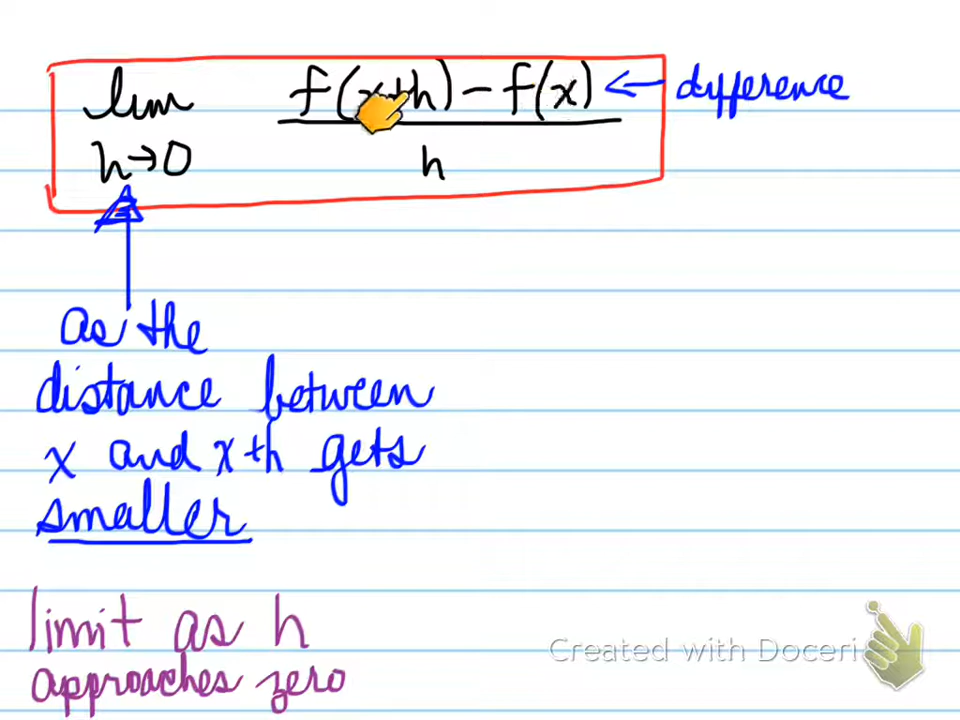 lim f(x+h) - f(x) ← difference
h→0 h
as the
distance between
x and x+h gets
smaller
limit as h
approaches zero
Created with Doceri